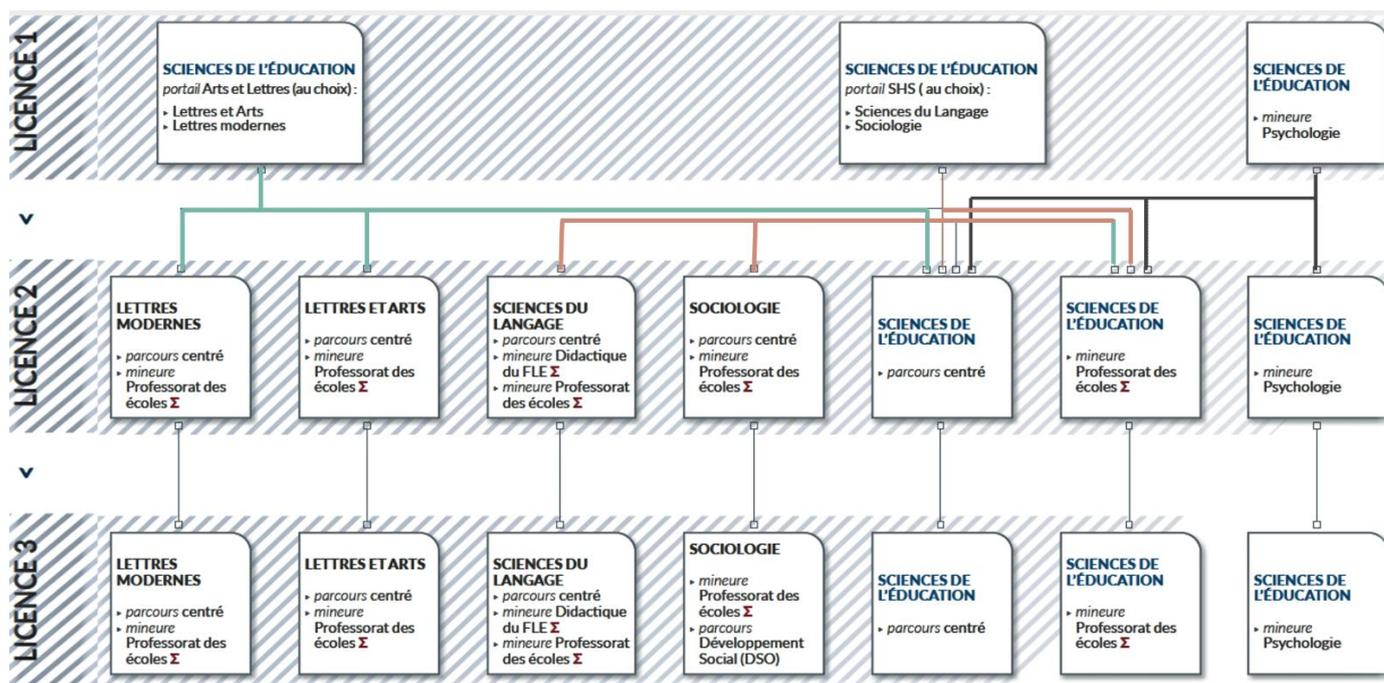 LICENCE 1
SCIENCES DE L'ÉDUCATION
portail Arts et Lettres (au choix) :
▸ Lettres et Arts
▸ Lettres modernes
SCIENCES DE L'ÉDUCATION
portail SHS ( au choix) :
▸ Sciences du Langage
▸ Sociologie
SCIENCES DE
L'ÉDUCATION
▸ mineure
Psychologie
LICENCE 2
LETTRES
MODERNES
▸ parcours centré
▸ mineure
Professorat des
écoles Σ
LETTRES ET ARTS
▸ parcours centré
▸ mineure
Professorat des
écoles Σ
SCIENCES DU
LANGAGE
▸ parcours centré
▸ mineure Didactique
du FLE Σ
▸ mineure Professorat
des écoles Σ
SOCIOLOGIE
▸ parcours centré
▸ mineure
Professorat des
écoles Σ
SCIENCES DE
L'ÉDUCATION
▸ parcours centré
SCIENCES DE
L'ÉDUCATION
▸ mineure
Professorat des
écoles Σ
SCIENCES DE
L'ÉDUCATION
▸ mineure
Psychologie
LICENCE 3
LETTRES
MODERNES
▸ parcours centré
▸ mineure
Professorat des
écoles Σ
LETTRES ET ARTS
▸ parcours centré
▸ mineure
Professorat des
écoles Σ
SCIENCES DU
LANGAGE
▸ parcours centré
▸ mineure Didactique
du FLE Σ
▸ mineure Professorat
des écoles Σ
SOCIOLOGIE
▸ mineure
Professorat des
écoles Σ
▸ parcours
Développement
Social (DSO)
SCIENCES DE
L'ÉDUCATION
▸ parcours centré
SCIENCES DE
L'ÉDUCATION
▸ mineure
Professorat des
écoles Σ
SCIENCES DE
L'ÉDUCATION
▸ mineure
Psychologie